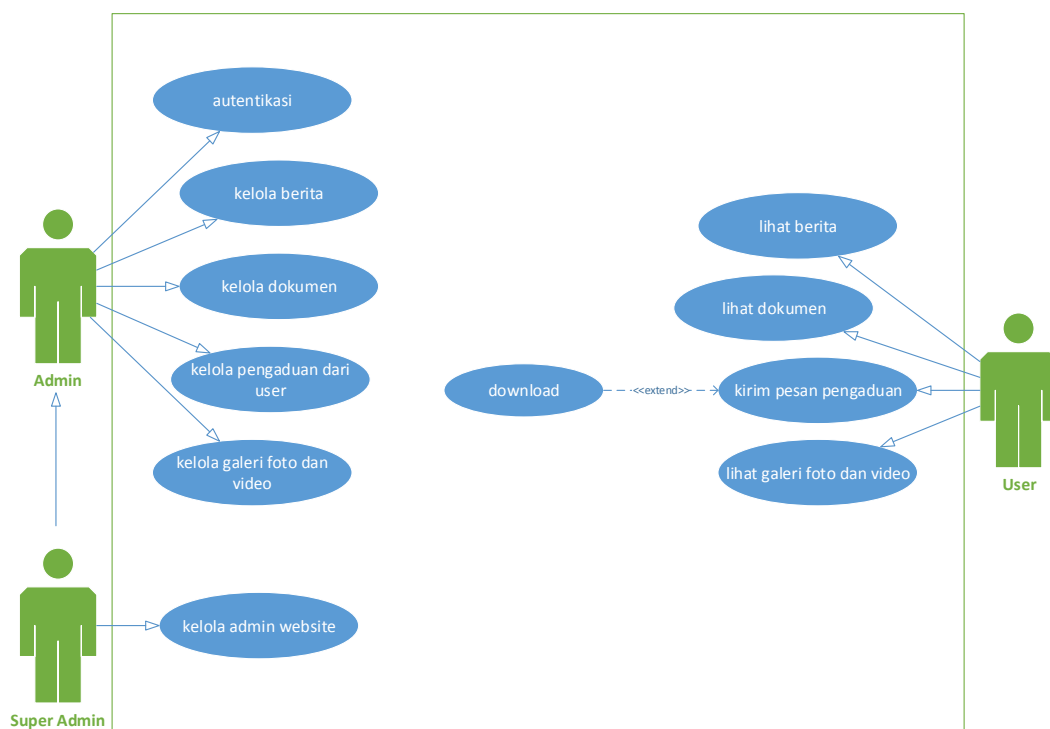 autentikasi
kelola berita
kelola dokumen
kelola pengaduan dari
user
kelola galeri foto dan
video
Admin
Super Admin
kelola admin website
download
<<extend>>
lihat berita
lihat dokumen
kirim pesan pengaduan
lihat galeri foto dan video
User